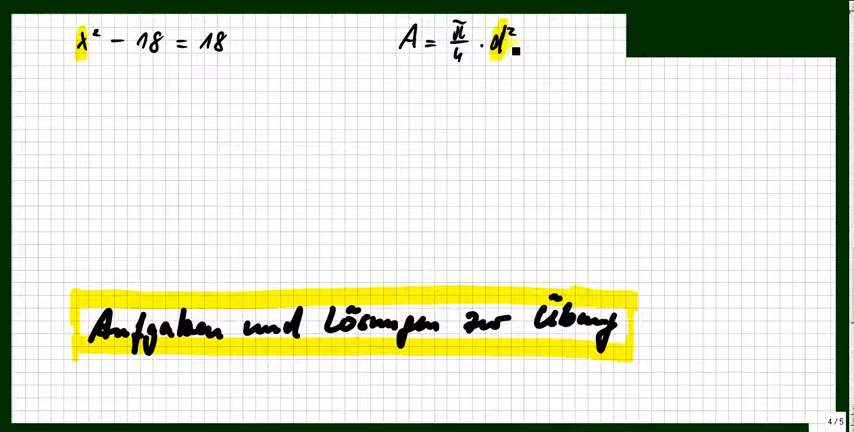 x² - 18 = 18
A = π/4 · d²
Aufgaben und Lösungen zur Übung
4/5